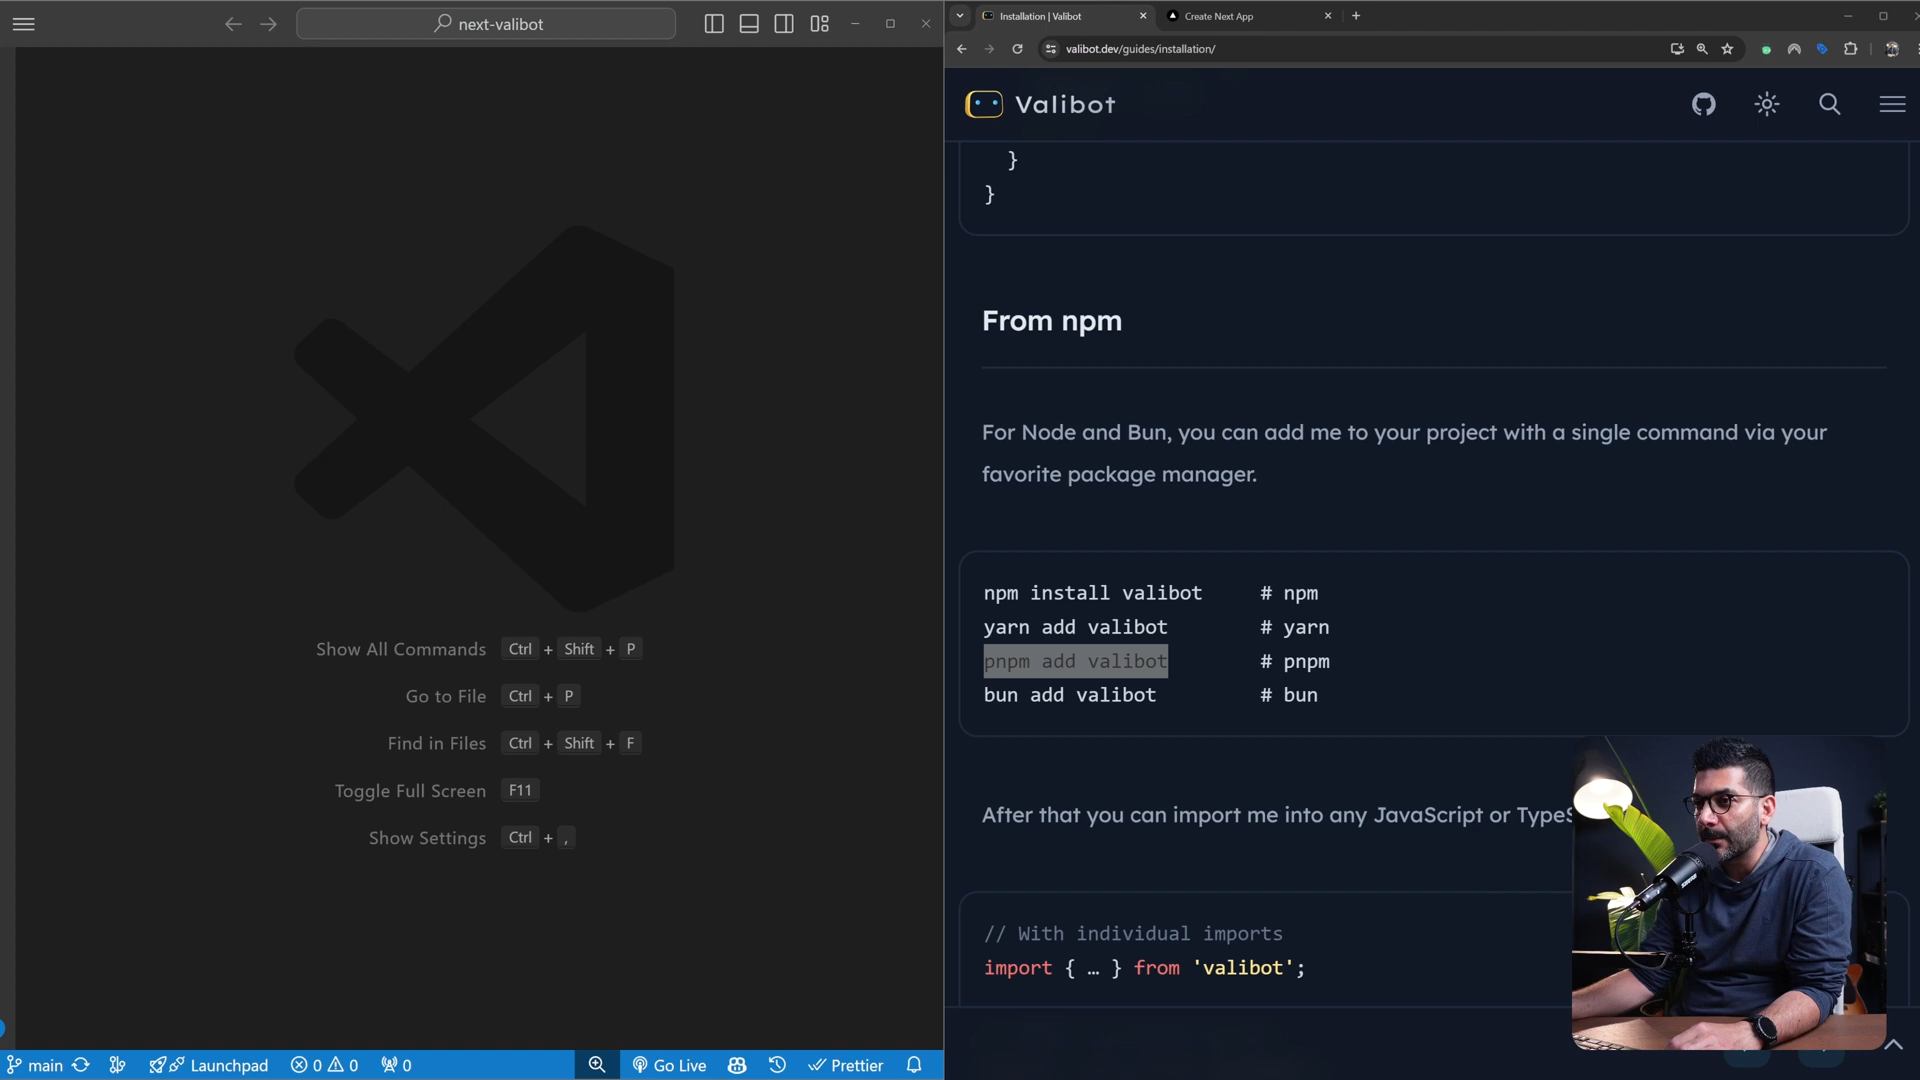 next-valibot
Show All Commands Ctrl + Shift + P
Go to File Ctrl + P
Find in Files Ctrl + Shift + F
Toggle Full Screen F11
Show Settings Ctrl + ,
main
Launchpad
0 0
0
Go Live
Prettier
Installation | Valibot
Create Next App
valibot.dev/guides/installation/
Valibot
}
}
From npm
For Node and Bun, you can add me to your project with a single command via your
favorite package manager.
npm install valibot # npm
yarn add valibot # yarn
pnpm add valibot # pnpm
bun add valibot # bun
After that you can import me into any JavaScript or TypeS
// With individual imports
import { … } from 'valibot';